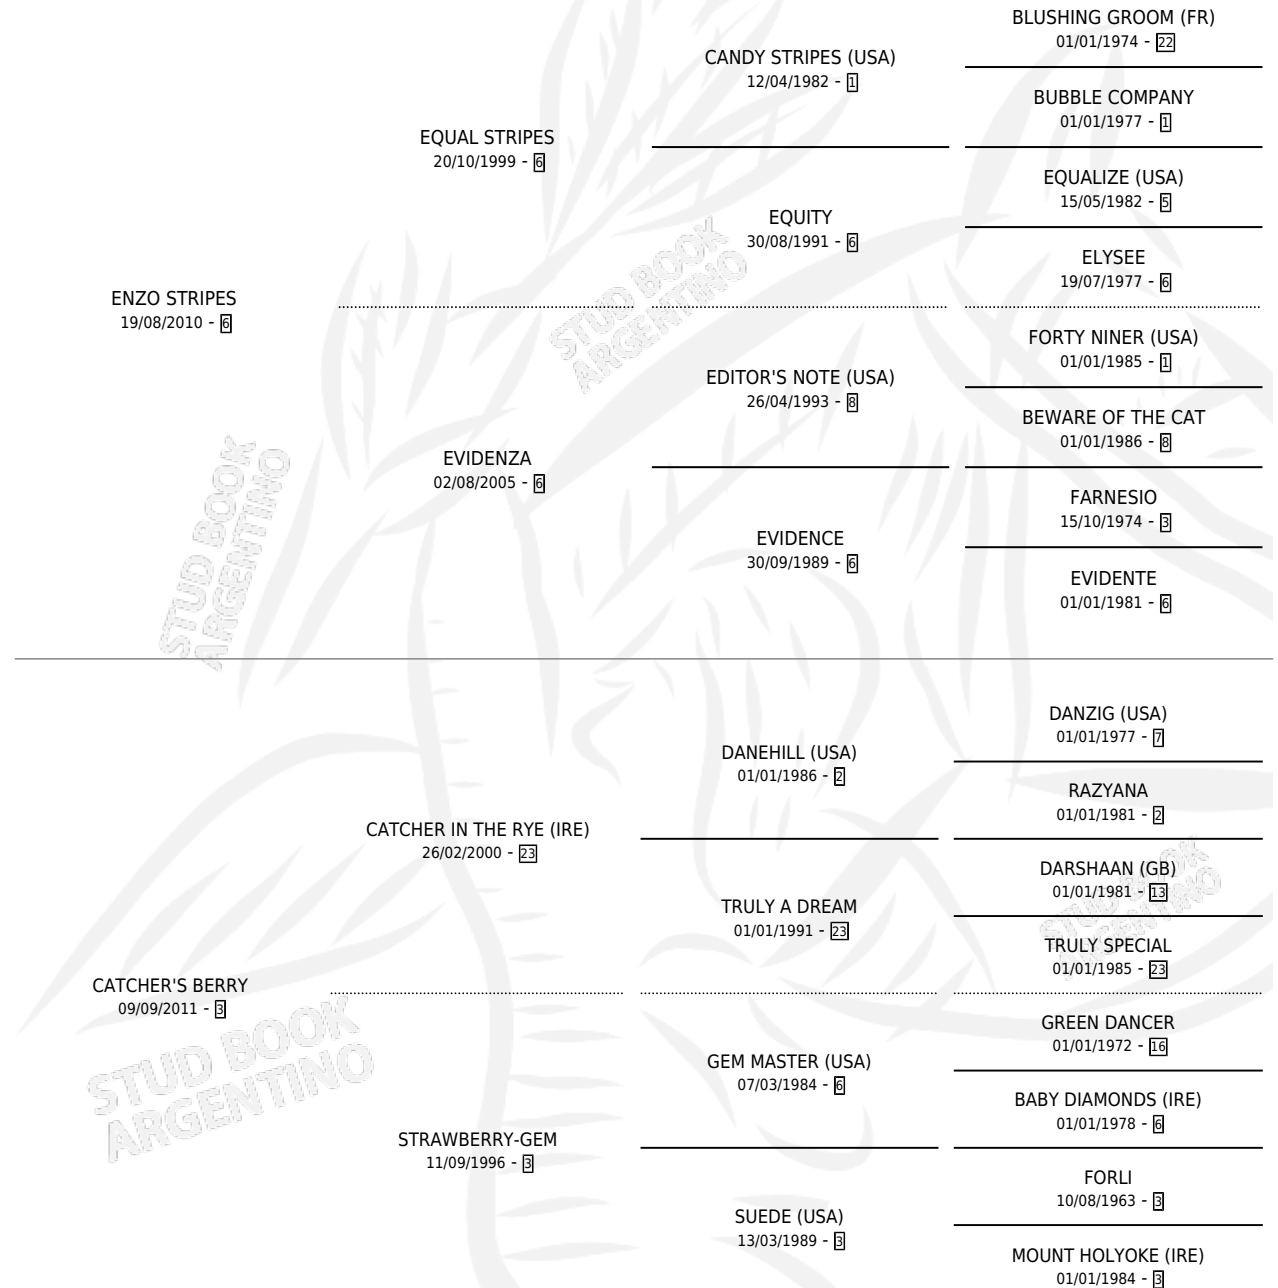 BLUSHING GROOM (FR)
01/01/1974 - 22
CANDY STRIPES (USA)
12/04/1982 - 1
BUBBLE COMPANY
01/01/1977 - 1
EQUAL STRIPES
20/10/1999 - 6
EQUALIZE (USA)
15/05/1982 - 5
EQUITY
30/08/1991 - 6
ELYSEE
19/07/1977 - 6
ENZO STRIPES
19/08/2010 - 6
STUD BOOK
ARGENTINO
FORTY NINER (USA)
01/01/1985 - 1
EDITOR'S NOTE (USA)
26/04/1993 - 8
BEWARE OF THE CAT
01/01/1986 - 8
EVIDENZA
02/08/2005 - 6
FARNESIO
15/10/1974 - 3
EVIDENCE
30/09/1989 - 6
EVIDENTE
01/01/1981 - 6
STUD BOOK
ARGENTINO
DANZIG (USA)
01/01/1977 - 7
DANEHILL (USA)
01/01/1986 - 2
RAZYANA
01/01/1981 - 2
CATCHER IN THE RYE (IRE)
26/02/2000 - 23
DARSHAAN (GB)
01/01/1981 - 13
TRULY A DREAM
01/01/1991 - 23
STUD BOOK
ARGENTINO
TRULY SPECIAL
01/01/1985 - 23
CATCHER'S BERRY
09/09/2011 - 3
STUD BOOK
ARGENTINO
GREEN DANCER
01/01/1972 - 16
GEM MASTER (USA)
07/03/1984 - 6
BABY DIAMONDS (IRE)
01/01/1978 - 6
STRAWBERRY-GEM
11/09/1996 - 3
FORLI
10/08/1963 - 3
SUEDE (USA)
13/03/1989 - 3
MOUNT HOLYOKE (IRE)
01/01/1984 - 3